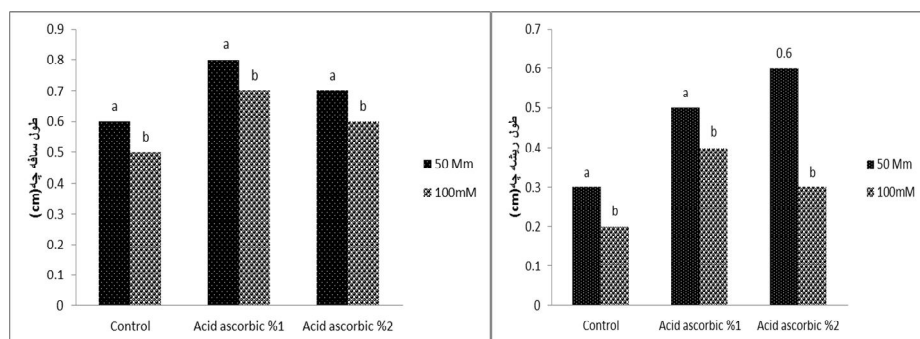 0.9
0.8
0.7
0.6
0.5
0.4
0.3
0.2
0.1
0
طول ساقه چه(cm)
a
b
a
b
a
b
Control
Acid ascorbic %1
Acid ascorbic %2
50 Mm
100mM
0.7
0.6
0.5
0.4
0.3
0.2
0.1
0
طول ریشه چه(cm)
a
b
a
b
0.6
b
Control
Acid ascorbic %1
Acid ascorbic %2
50 Mm
100mM